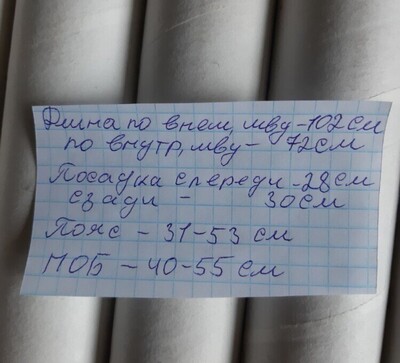 Длина по внеш, шву - 102 см
по внутр, шву - 72 см
Посадка спереди - 28 см
сзади - 30 см
Пояс - 31-53 см
ПОБ - 40-55 см